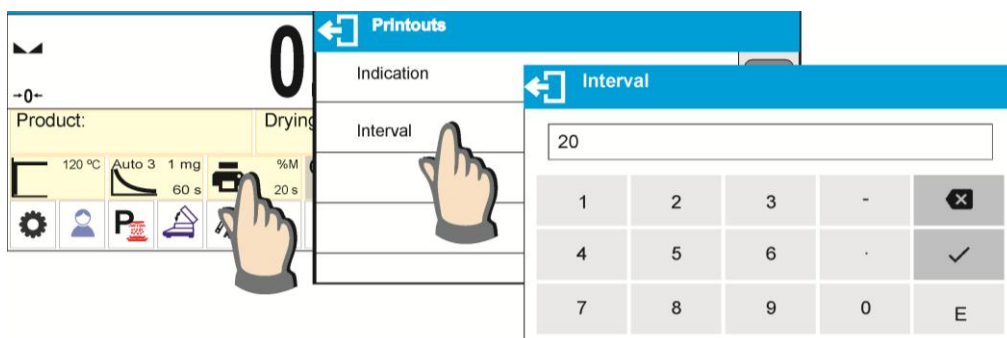 0
→0←
Product:
Drying
120 ºC
Auto 3
1 mg
60 s
%M
20 s
P
Printouts
Indication
Interval
Interval
20
1 2 3 -
4 5 6 .
7 8 9 0 E